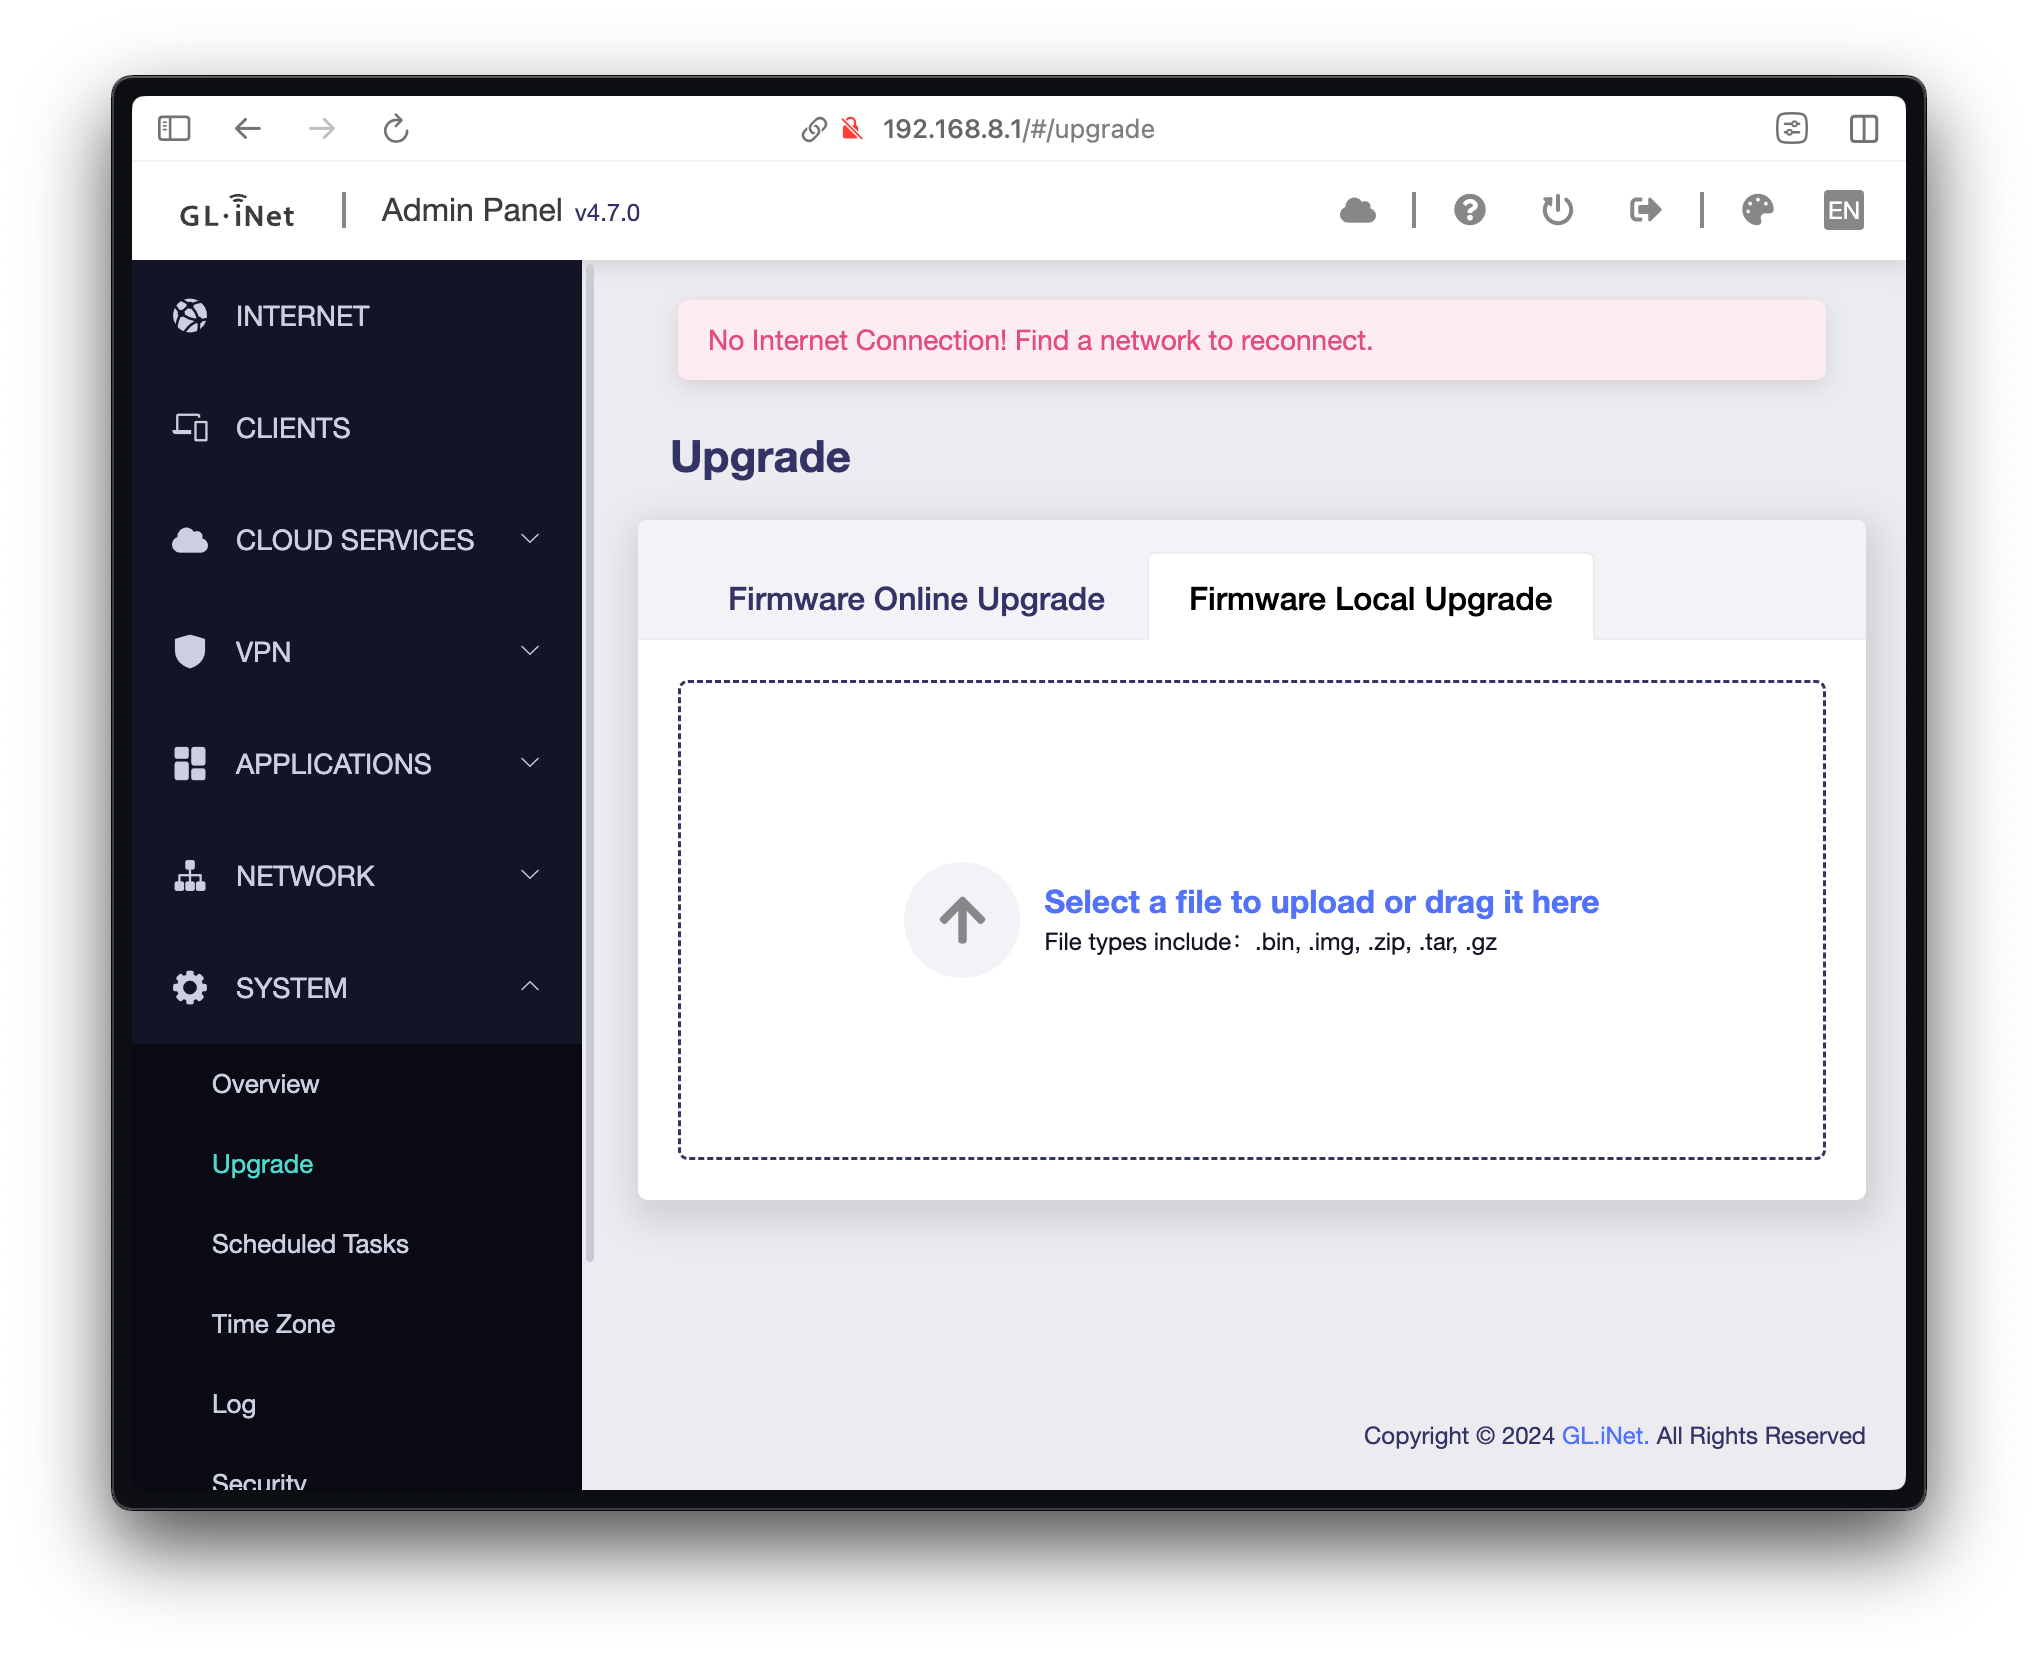 192.168.8.1/#/upgrade
GL·iNet
Admin Panel v4.7.0
EN
INTERNET
CLIENTS
CLOUD SERVICES
VPN
APPLICATIONS
NETWORK
SYSTEM
Overview
Upgrade
Scheduled Tasks
Time Zone
Log
Security
No Internet Connection! Find a network to reconnect.
Upgrade
Firmware Online Upgrade
Firmware Local Upgrade
Select a file to upload or drag it here
File types include： .bin, .img, .zip, .tar, .gz
Copyright © 2024 GL.iNet. All Rights Reserved